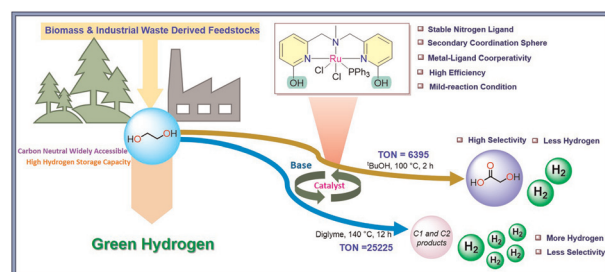 Biomass & Industrial Waste Derived Feedstocks
N
N
N
Ru
Cl
Cl
PPh3
OH
OH
Stable Nitrogen Ligand
Secondary Coordination Sphere
Metal-Ligand Coorperativity
High Efficiency
Mild-reaction Condition
HO
OH
Carbon Neutral Widely Accessible
High Hydrogen Storage Capacity
Green Hydrogen
Base
Catalyst
TON = 6395
tBuOH, 100 °C, 2 h
High Selectivity
Less Hydrogen
O
HO
OH
H2
H2
Diglyme, 140 °C, 12 h
TON =25225
C1 and C2
products
H2
H2
H2
H2
H2
More Hydrogen
Less Selectivity